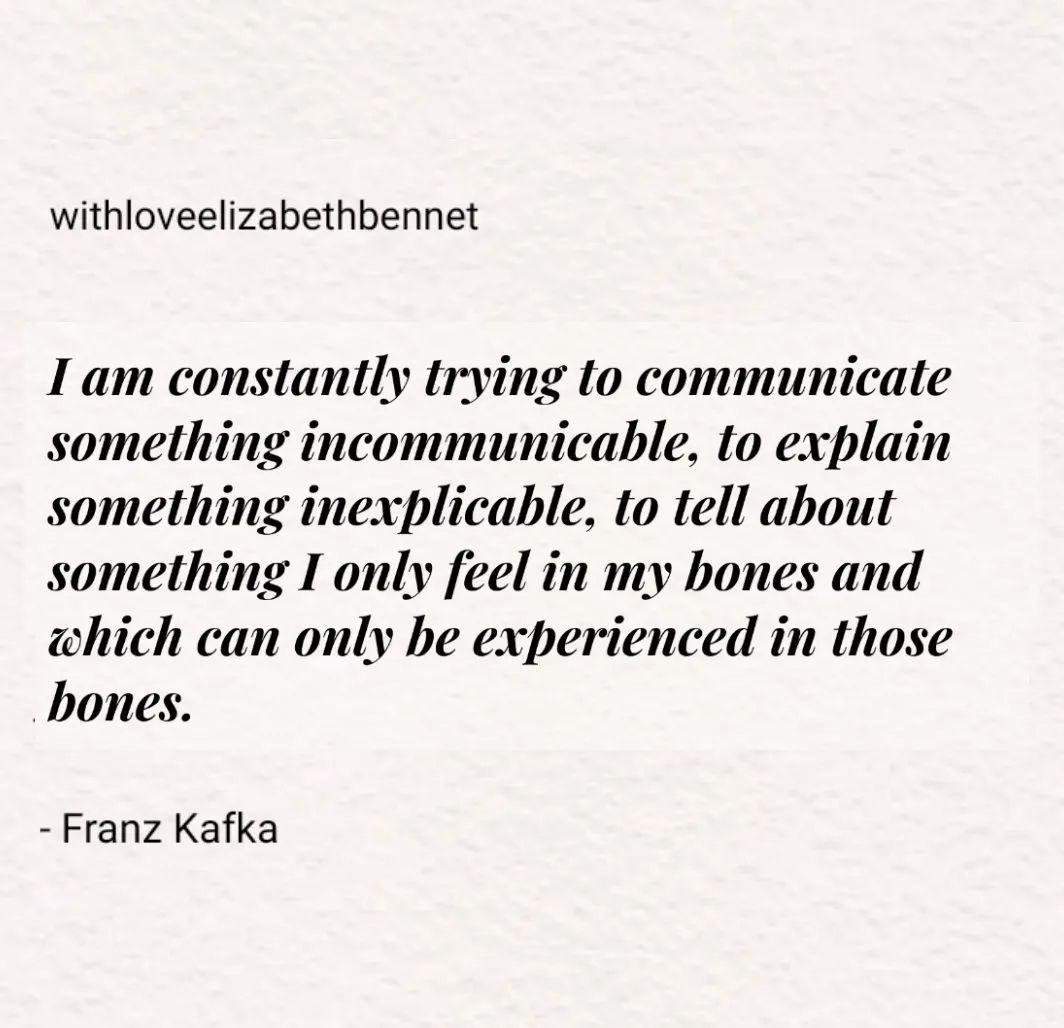 withloveelizabethbennet
I am constantly trying to communicate
something incommunicable, to explain
something inexplicable, to tell about
something I only feel in my bones and
which can only be experienced in those
bones.
- Franz Kafka